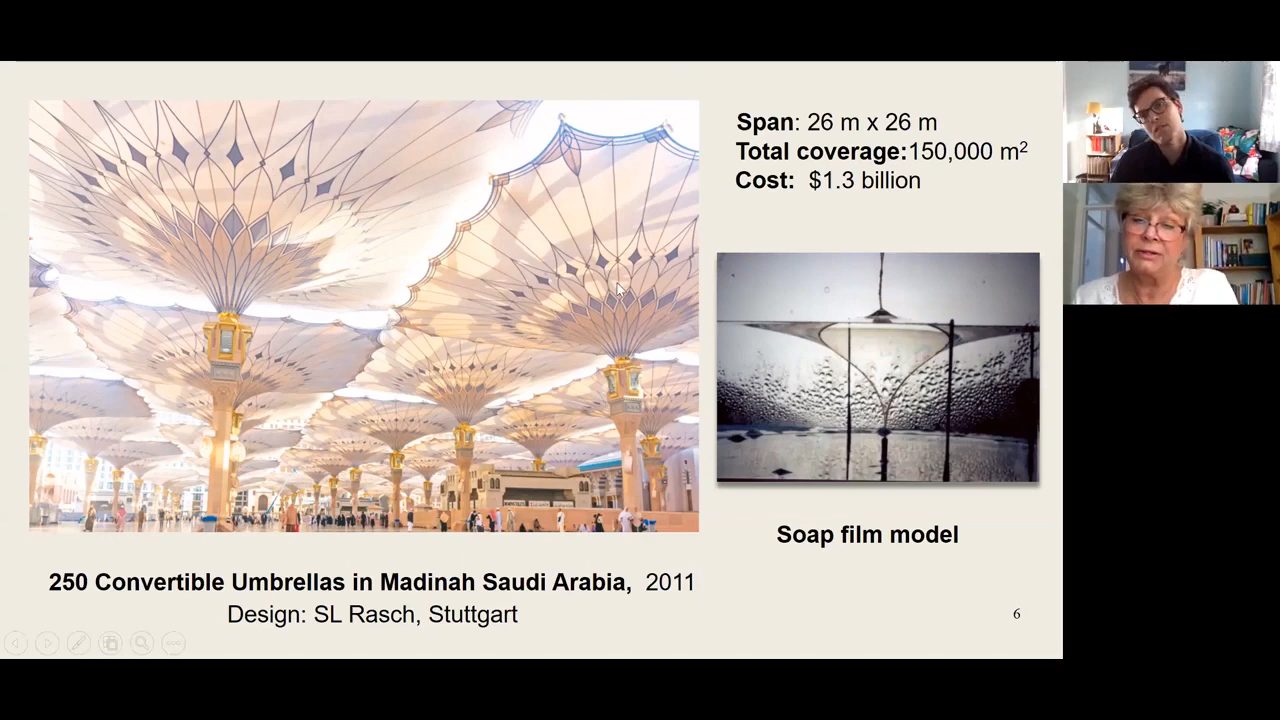 Span: 26 m x 26 m
Total coverage:150,000 m²
Cost: $1.3 billion
Soap film model
250 Convertible Umbrellas in Madinah Saudi Arabia, 2011
Design: SL Rasch, Stuttgart
6